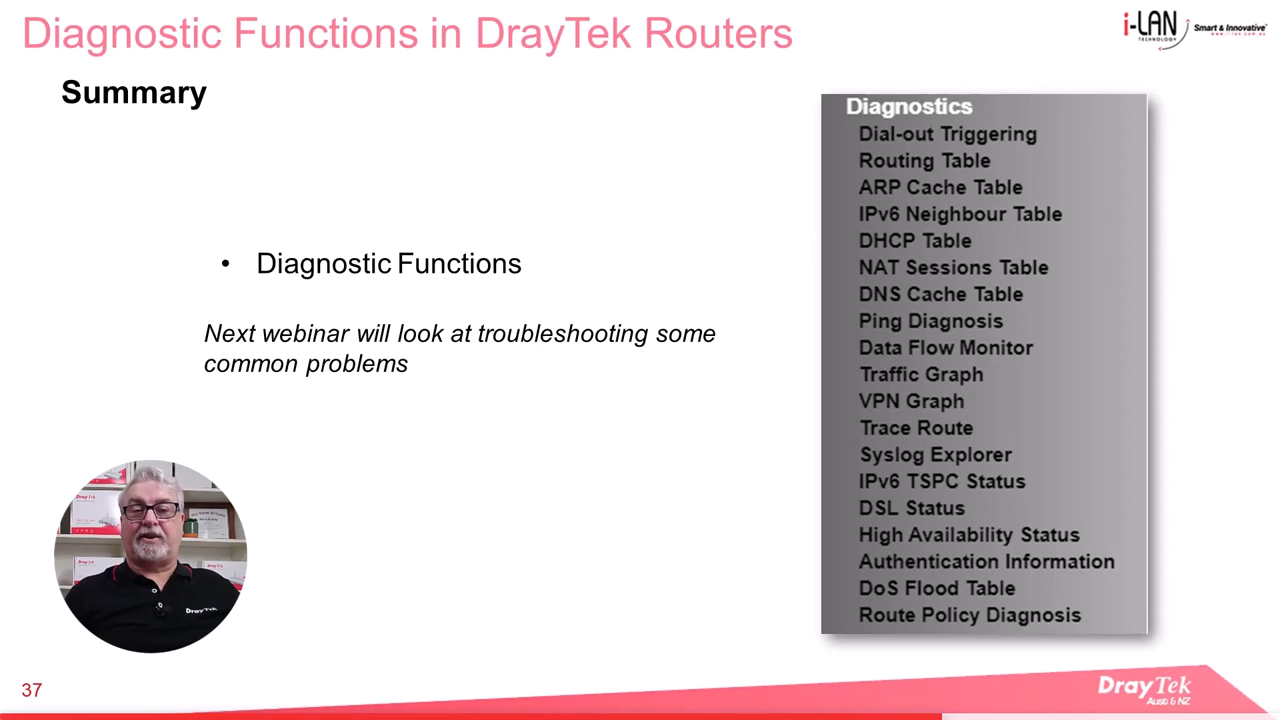 Diagnostic Functions in DrayTek Routers
i-LAN
TECHNOLOGY
Smart & Innovative
Summary
• Diagnostic Functions
Next webinar will look at troubleshooting some
common problems
Diagnostics
Dial-out Triggering
Routing Table
ARP Cache Table
IPv6 Neighbour Table
DHCP Table
NAT Sessions Table
DNS Cache Table
Ping Diagnosis
Data Flow Monitor
Traffic Graph
VPN Graph
Trace Route
Syslog Explorer
IPv6 TSPC Status
DSL Status
High Availability Status
Authentication Information
DoS Flood Table
Route Policy Diagnosis
DrayTek
DrayTek
37
DrayTek
Aust & NZ